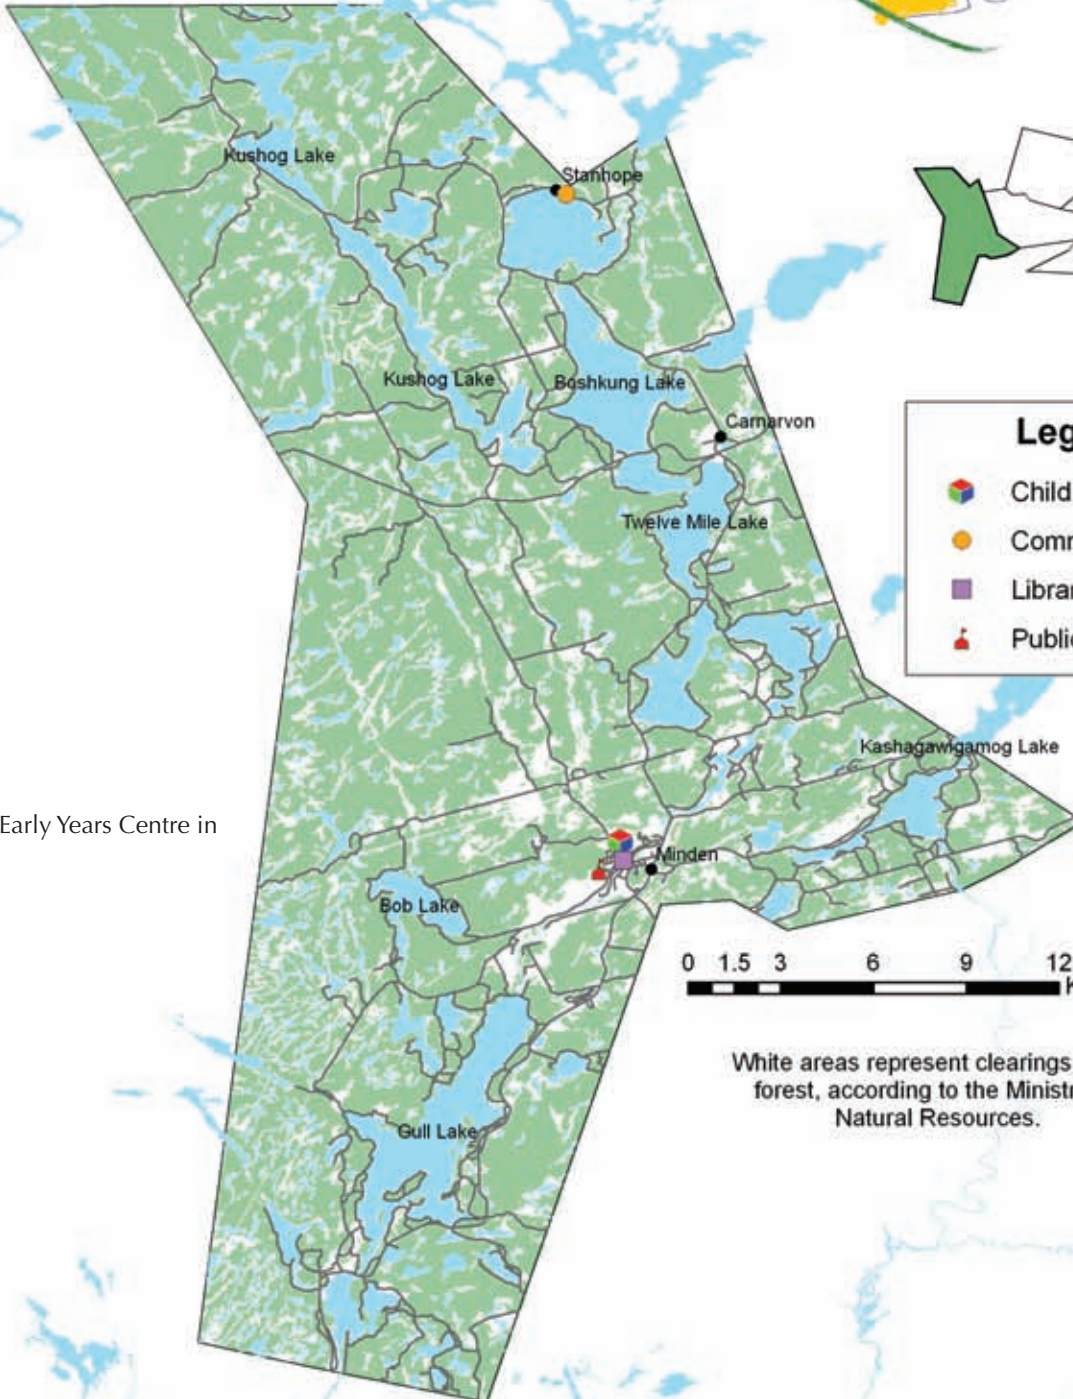 Stanhope
Kushog Lake
Kushog Lake
Boshkung Lake
Carnarvon
Twelve Mile Lake
Kashagawigamog Lake
Early Years Centre in
Minden
Bob Lake
Gull Lake
Leg
Child
Comm
Librar
Public
0 1.5 3 6 9 12
K
White areas represent clearings
forest, according to the Ministr
Natural Resources.